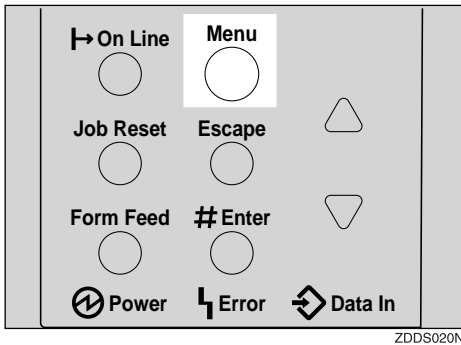 On Line Menu
Job Reset Escape
Form Feed # Enter
Power Error Data In
ZDDS020N